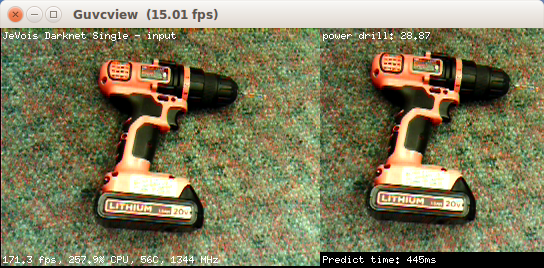 Guvcview (15.01 fps)
JeVois Darknet Single - input
power drill: 28.87
LITHIUM 20v
LITHIUM 20v
171.3 fps, 257.9% CPU, 56C, 1344 MHz
Predict time: 445ms